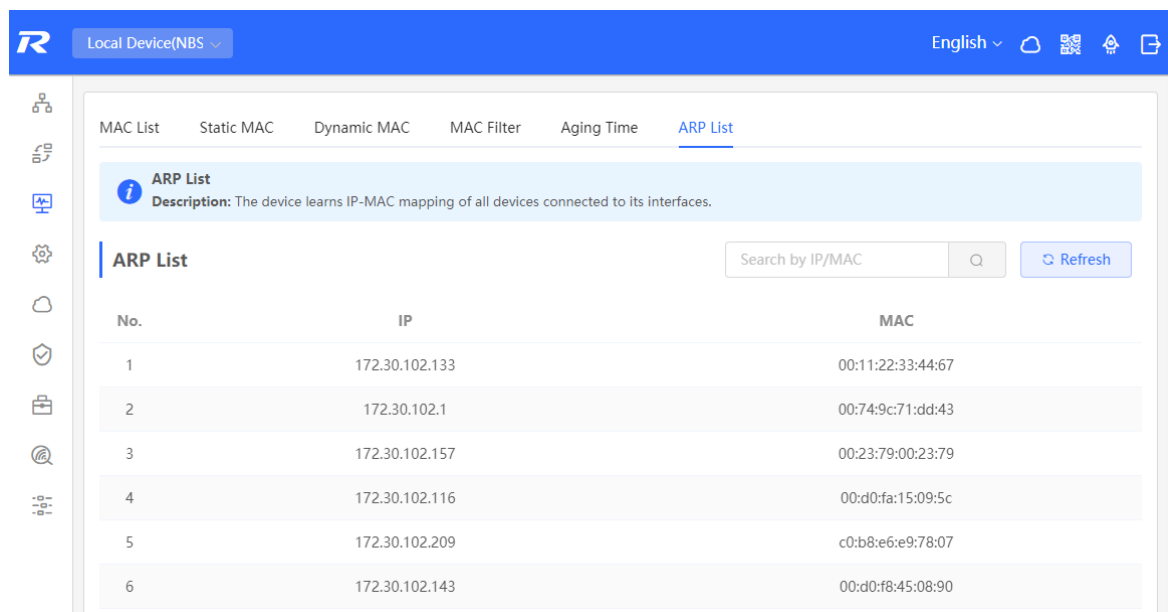 Local Device(NBS
English
MAC List Static MAC Dynamic MAC MAC Filter Aging Time ARP List
ARP List
Description: The device learns IP-MAC mapping of all devices connected to its interfaces.
ARP List Search by IP/MAC Refresh
No. IP MAC
1 172.30.102.133 00:11:22:33:44:67
2 172.30.102.1 00:74:9c:71:dd:43
3 172.30.102.157 00:23:79:00:23:79
4 172.30.102.116 00:d0:fa:15:09:5c
5 172.30.102.209 c0:b8:e6:e9:78:07
6 172.30.102.143 00:d0:f8:45:08:90